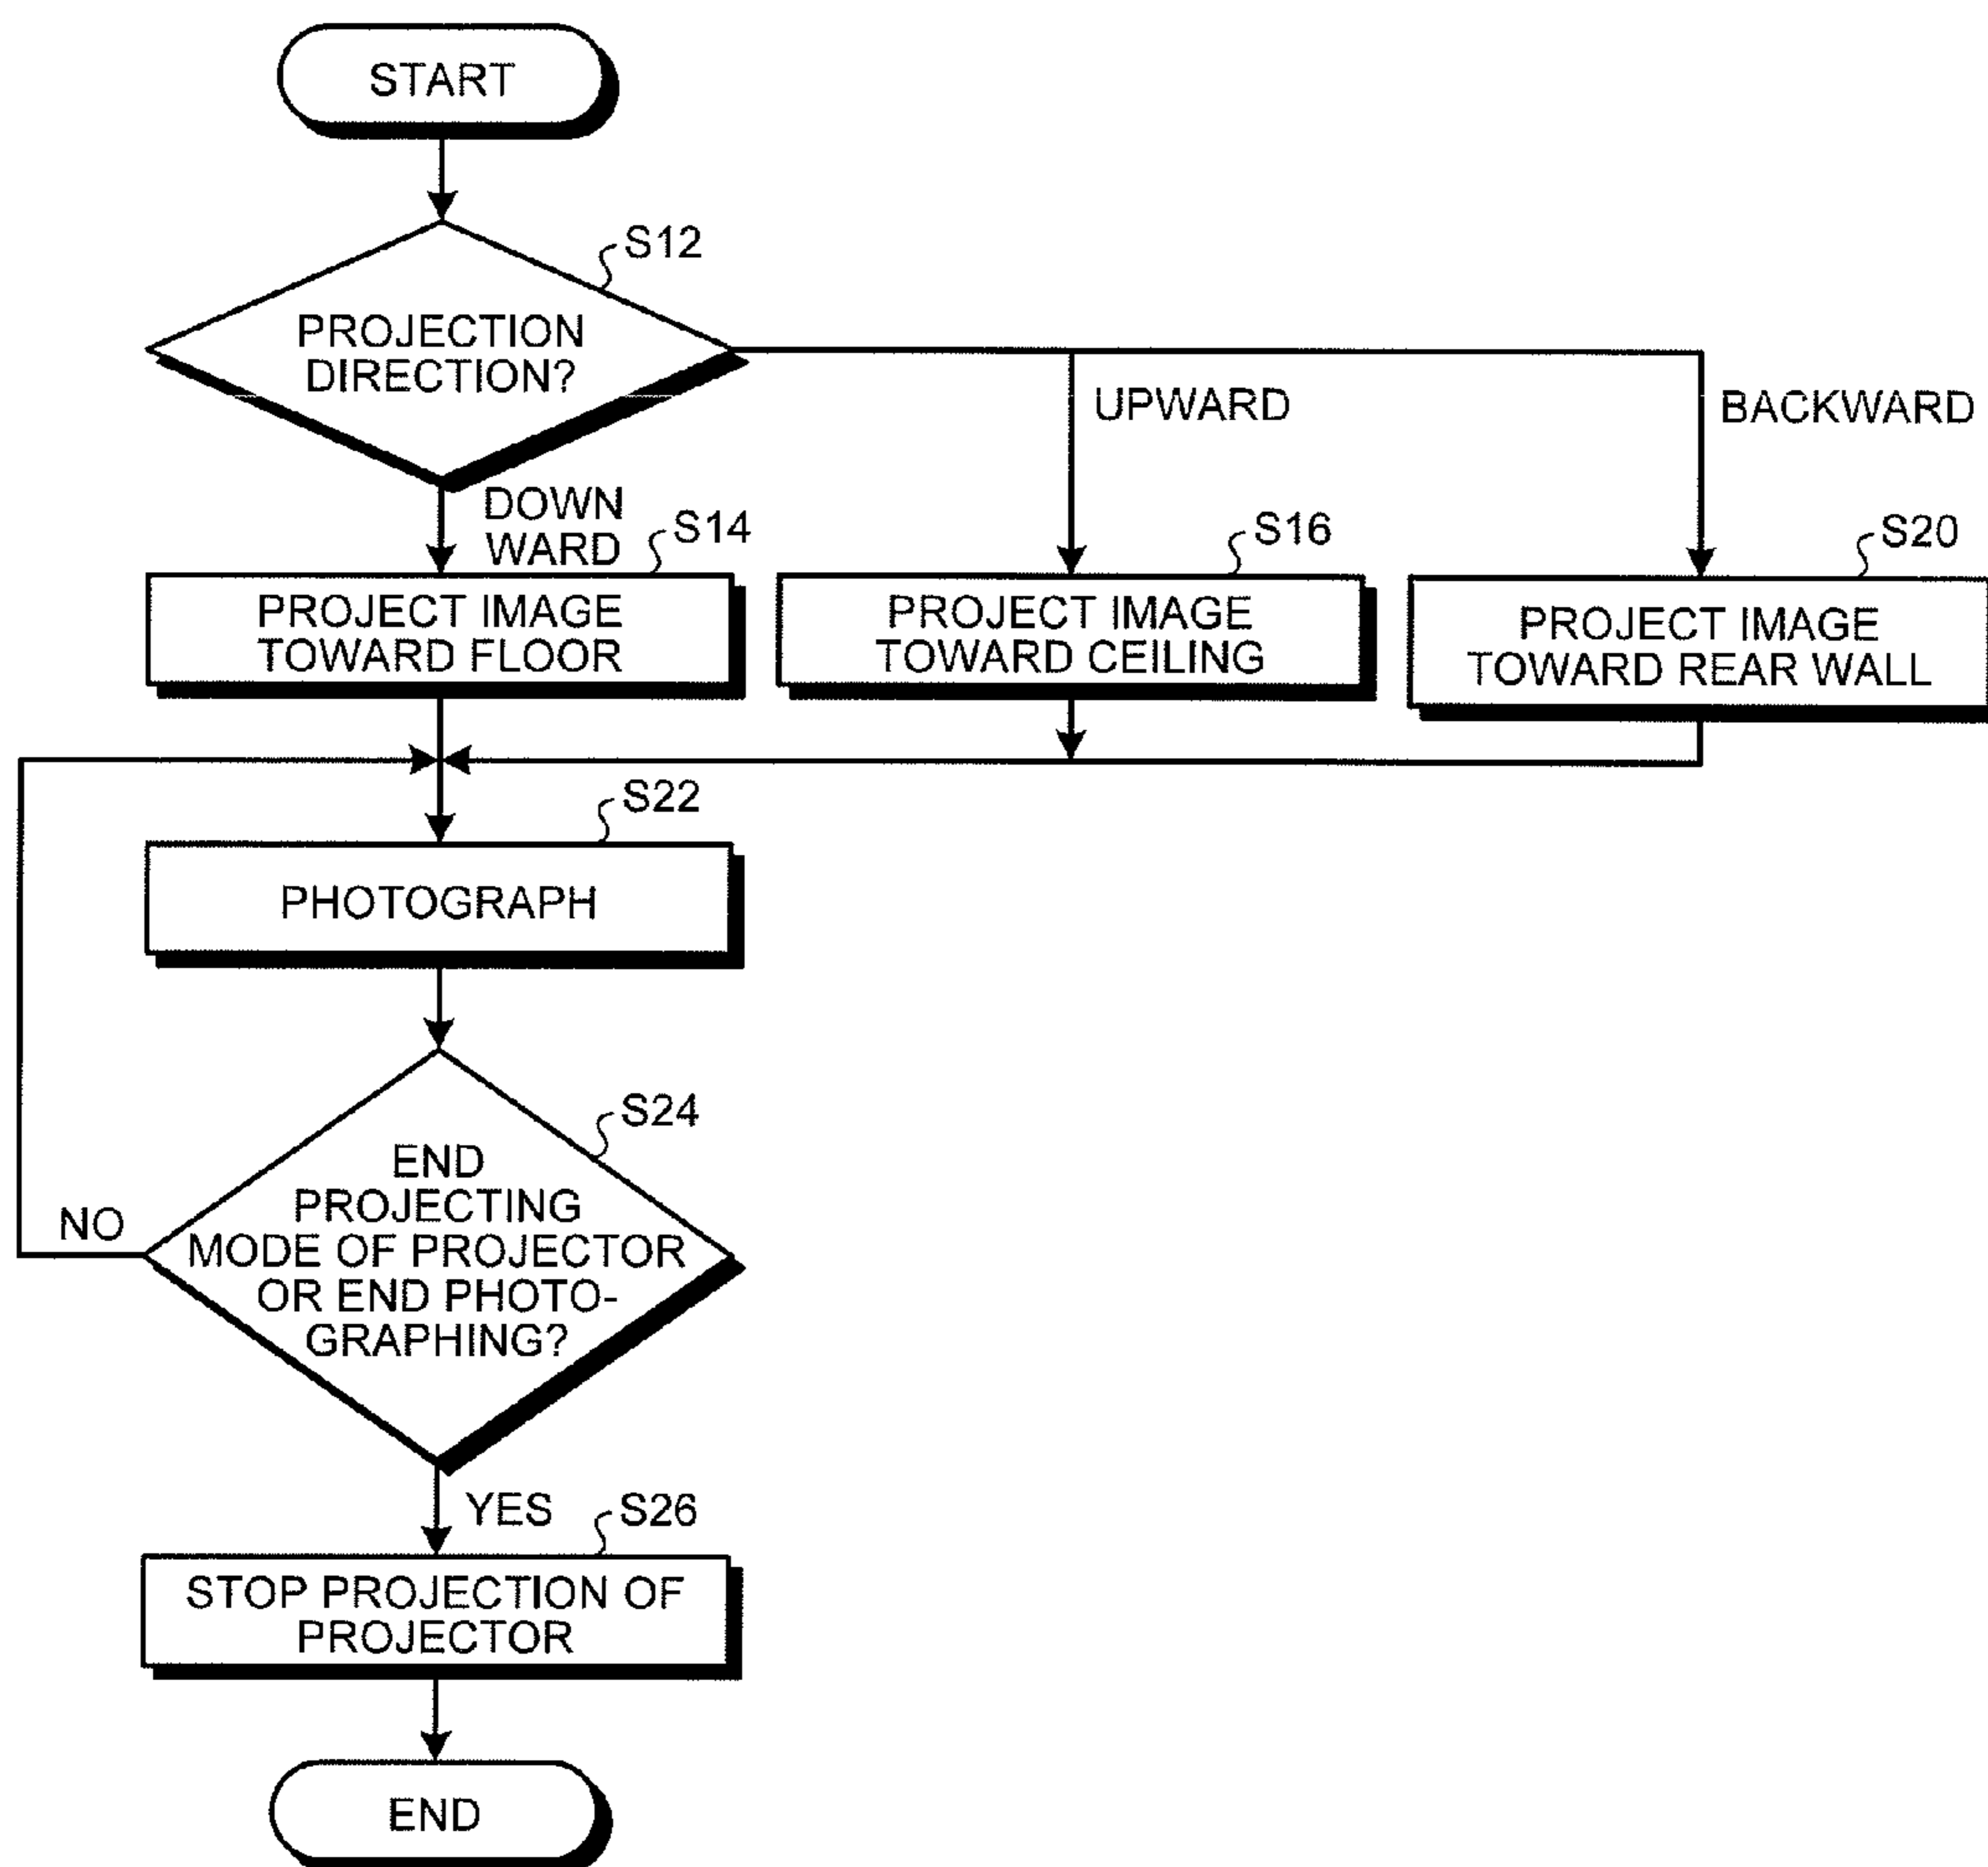 START
S12
PROJECTION
DIRECTION?
UPWARD
BACKWARD
DOWN
WARD
S14
S16
S20
PROJECT IMAGE
TOWARD FLOOR
PROJECT IMAGE
TOWARD CEILING
PROJECT IMAGE
TOWARD REAR WALL
S22
PHOTOGRAPH
S24
END
PROJECTING
MODE OF PROJECTOR
OR END PHOTO-
GRAPHING?
NO
YES
S26
STOP PROJECTION OF
PROJECTOR
END